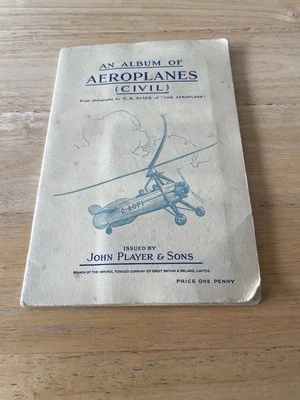 AN ALBUM OF
AEROPLANES
(CIVIL)
From photographs by C.A. SIMS of "THE AEROPLANE"
G-ACFI
ISSUED BY
JOHN PLAYER & SONS
BRANCH OF THE IMPERIAL TOBACCO COMPANY (OF GREAT BRITAIN & IRELAND), LIMITED
PRICE ONE PENNY